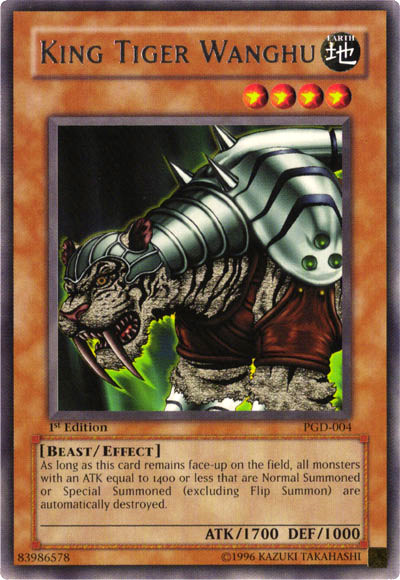 KING TIGER WANGHU
EARTH
地
1st Edition
PGD-004
[BEAST/EFFECT]
As long as this card remains face-up on the field, all monsters
with an ATK equal to 1400 or less that are Normal Summoned
or Special Summoned (excluding Flip Summon) are
automatically destroyed.
ATK/1700 DEF/1000
83986578
©1996 KAZUKI TAKAHASHI